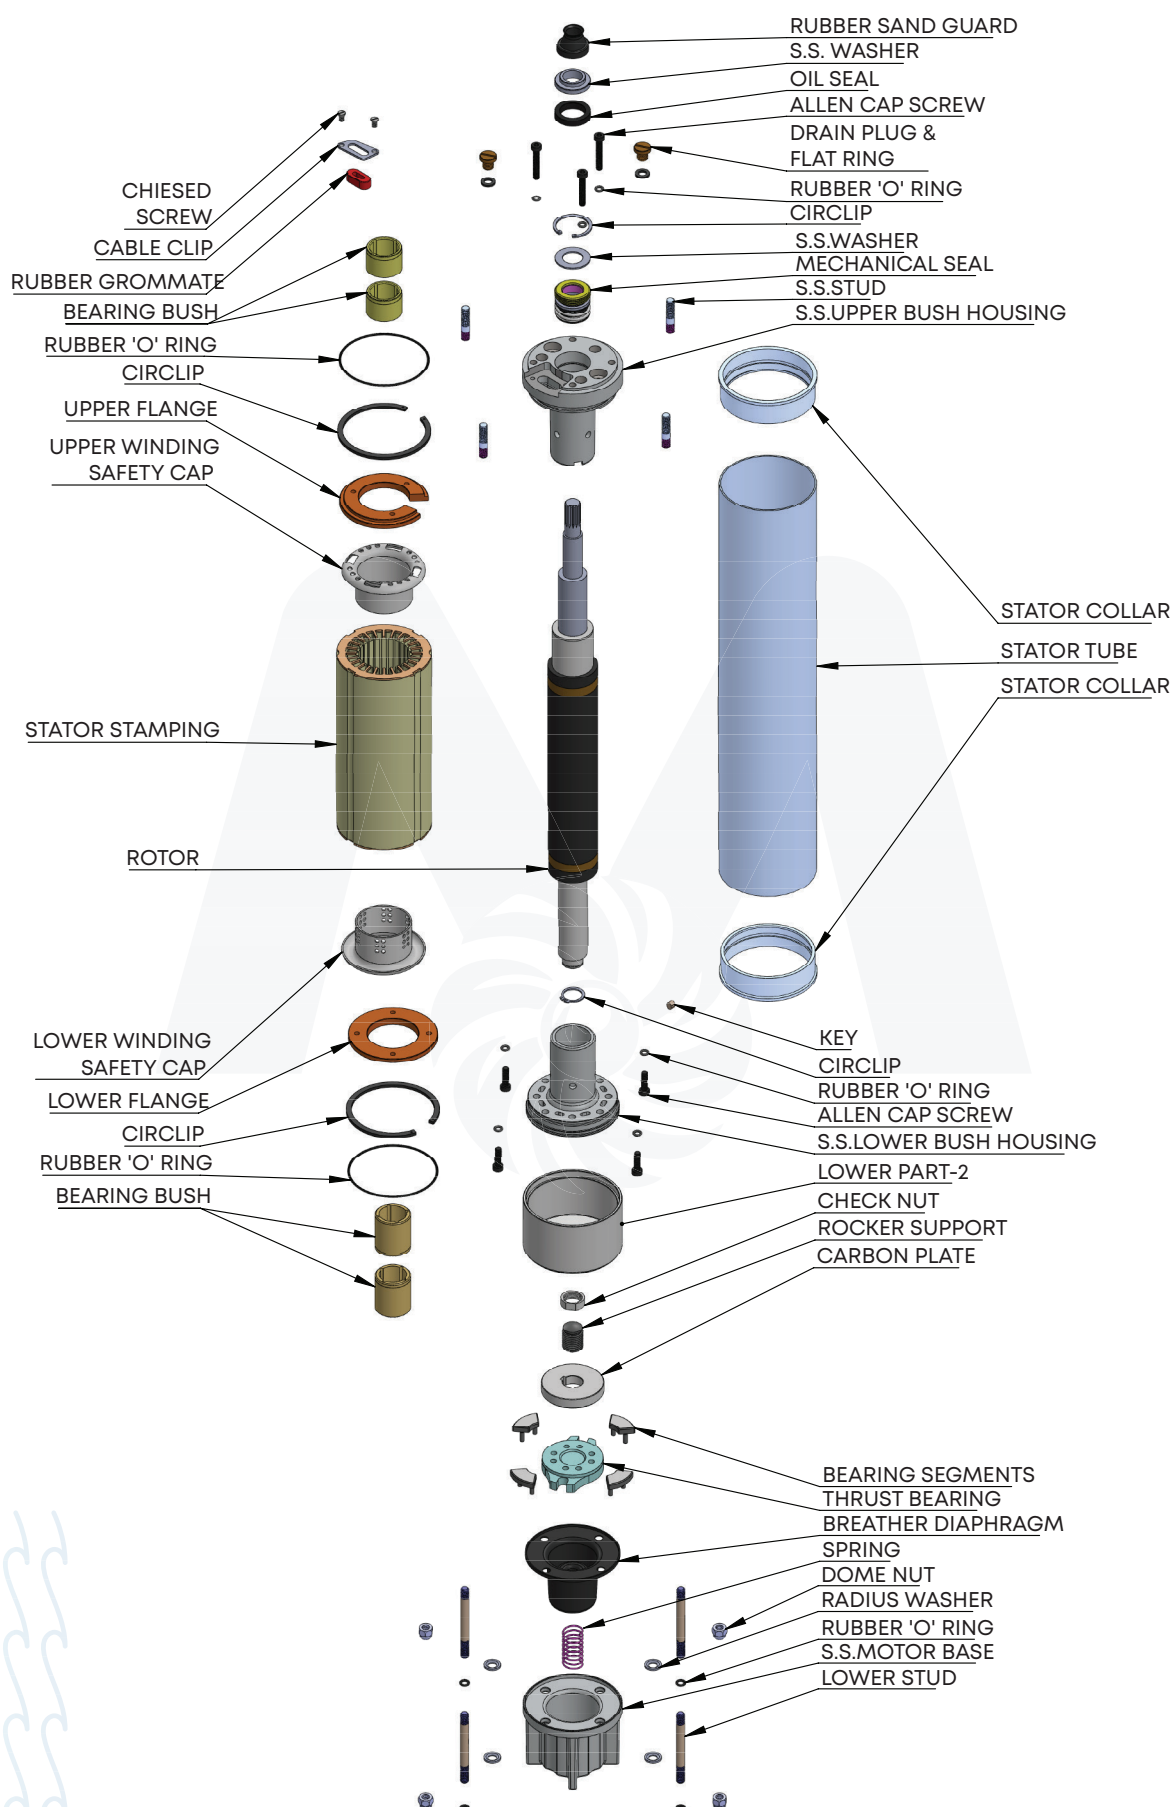 RUBBER SAND GUARD
S.S. WASHER
OIL SEAL
ALLEN CAP SCREW
DRAIN PLUG &
FLAT RING
RUBBER 'O' RING
CIRCLIP
S.S.WASHER
MECHANICAL SEAL
S.S.STUD
S.S.UPPER BUSH HOUSING
CHIESED
SCREW
CABLE CLIP
RUBBER GROMMATE
BEARING BUSH
RUBBER 'O' RING
CIRCLIP
UPPER FLANGE
UPPER WINDING
SAFETY CAP
STATOR STAMPING
ROTOR
LOWER WINDING
SAFETY CAP
LOWER FLANGE
CIRCLIP
RUBBER 'O' RING
BEARING BUSH
STATOR COLLAR
STATOR TUBE
STATOR COLLAR
KEY
CIRCLIP
RUBBER 'O' RING
ALLEN CAP SCREW
S.S.LOWER BUSH HOUSING
LOWER PART-2
CHECK NUT
ROCKER SUPPORT
CARBON PLATE
BEARING SEGMENTS
THRUST BEARING
BREATHER DIAPHRAGM
SPRING
DOME NUT
RADIUS WASHER
RUBBER 'O' RING
S.S.MOTOR BASE
LOWER STUD